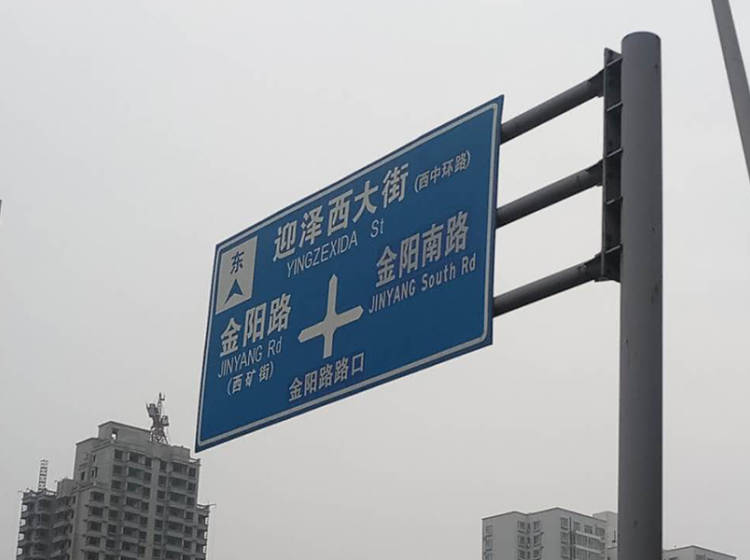 东
迎泽西大街(西中环路)
YINGZEXIDA St
金阳南路
JINYANG South Rd
金阳路
JINYANG Rd
(西矿街)
金阳路路口